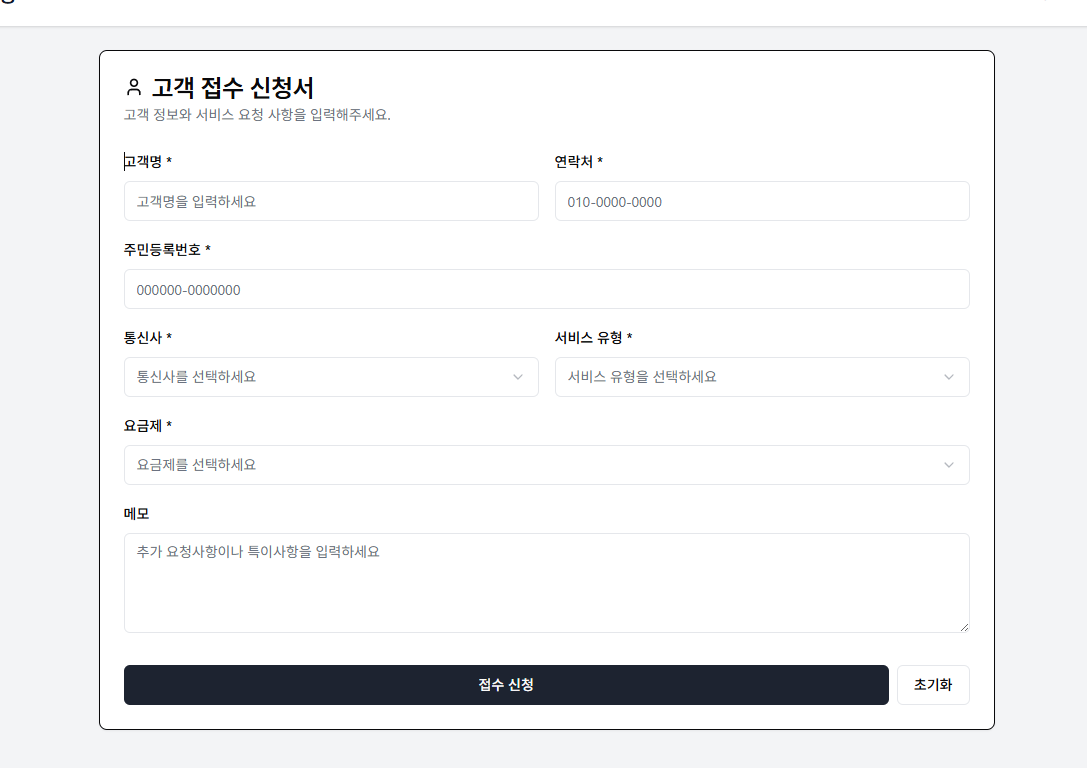 고객 접수 신청서
고객 정보와 서비스 요청 사항을 입력해주세요.
고객명 *
연락처 *
고객명을 입력하세요
010-0000-0000
주민등록번호 *
000000-0000000
통신사 *
서비스 유형 *
통신사를 선택하세요
서비스 유형을 선택하세요
요금제 *
요금제를 선택하세요
메모
추가 요청사항이나 특이사항을 입력하세요
접수 신청
초기화